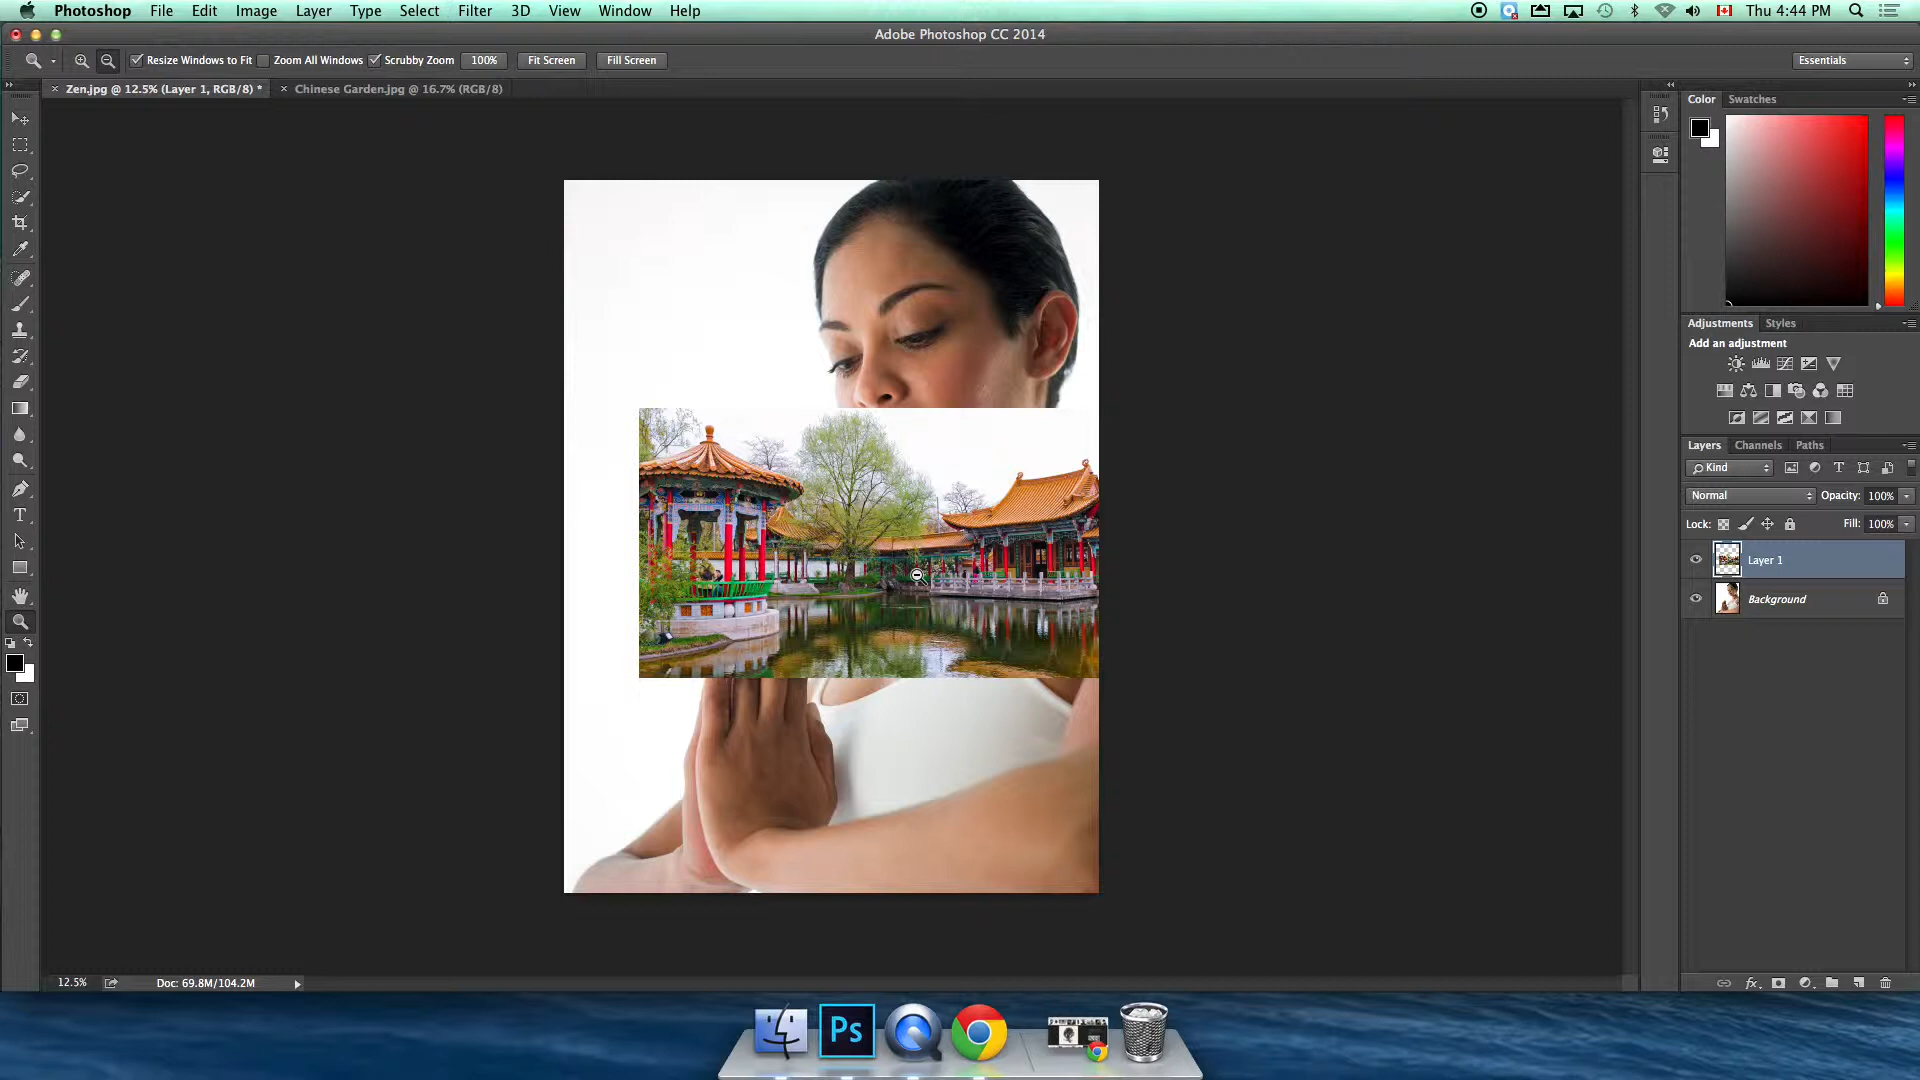 Photoshop File Edit Image Layer Type Select Filter 3D View Window Help Thu 4:44 PM
Adobe Photoshop CC 2014
Resize Windows to Fit Zoom All Windows Scrubby Zoom 100% Fit Screen Fill Screen Essentials
Zen.jpg @ 12.5% (Layer 1, RGB/8) * Chinese Garden.jpg @ 16.7% (RGB/8)
Color Swatches
Adjustments Styles
Add an adjustment
Layers Channels Paths
Kind
Normal Opacity: 100%
Lock: Fill: 100%
Layer 1
Background
12.5% Doc: 69.8M/104.2M
fx
Ps